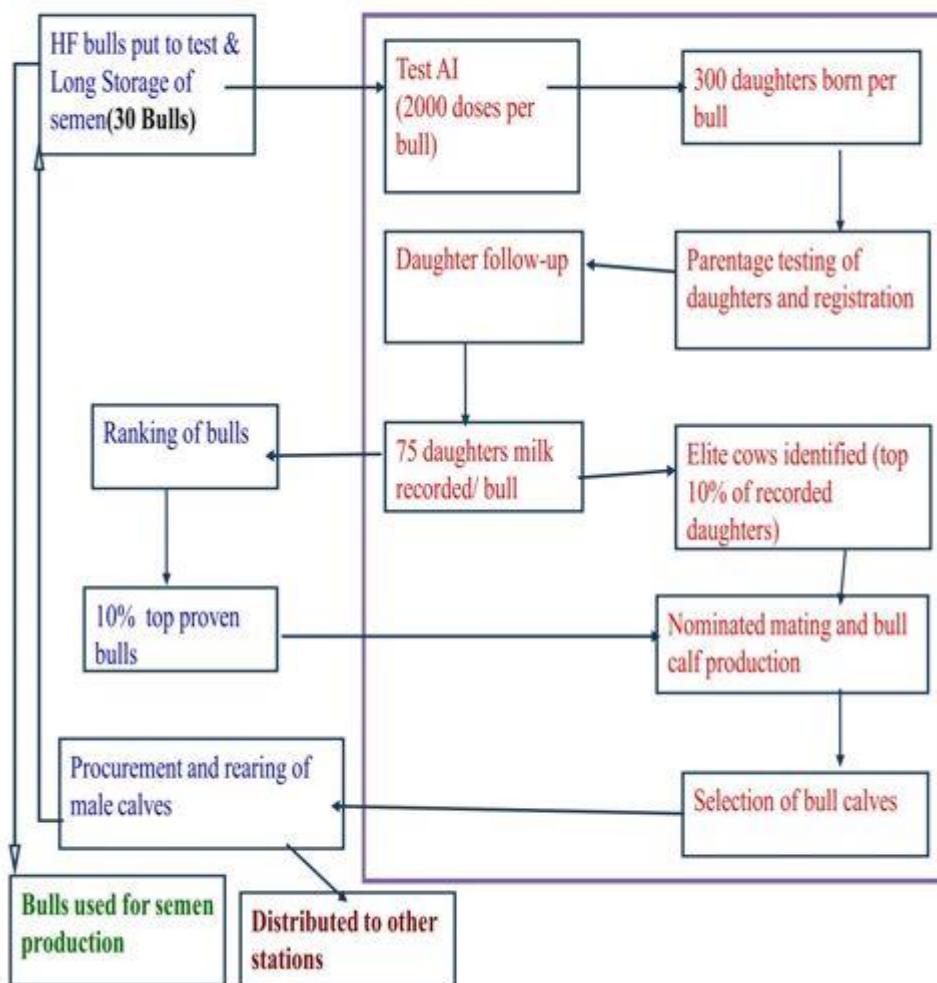 HF bulls put to test &
Long Storage of
semen(30 Bulls)
Test AI
(2000 doses per
bull)
300 daughters born per
bull
Daughter follow-up
Parentage testing of
daughters and registration
Ranking of bulls
75 daughters milk
recorded/ bull
Elite cows identified (top
10% of recorded
daughters)
10% top proven
bulls
Nominated mating and bull
calf production
Procurement and rearing of
male calves
Selection of bull calves
Bulls used for semen
production
Distributed to other
stations